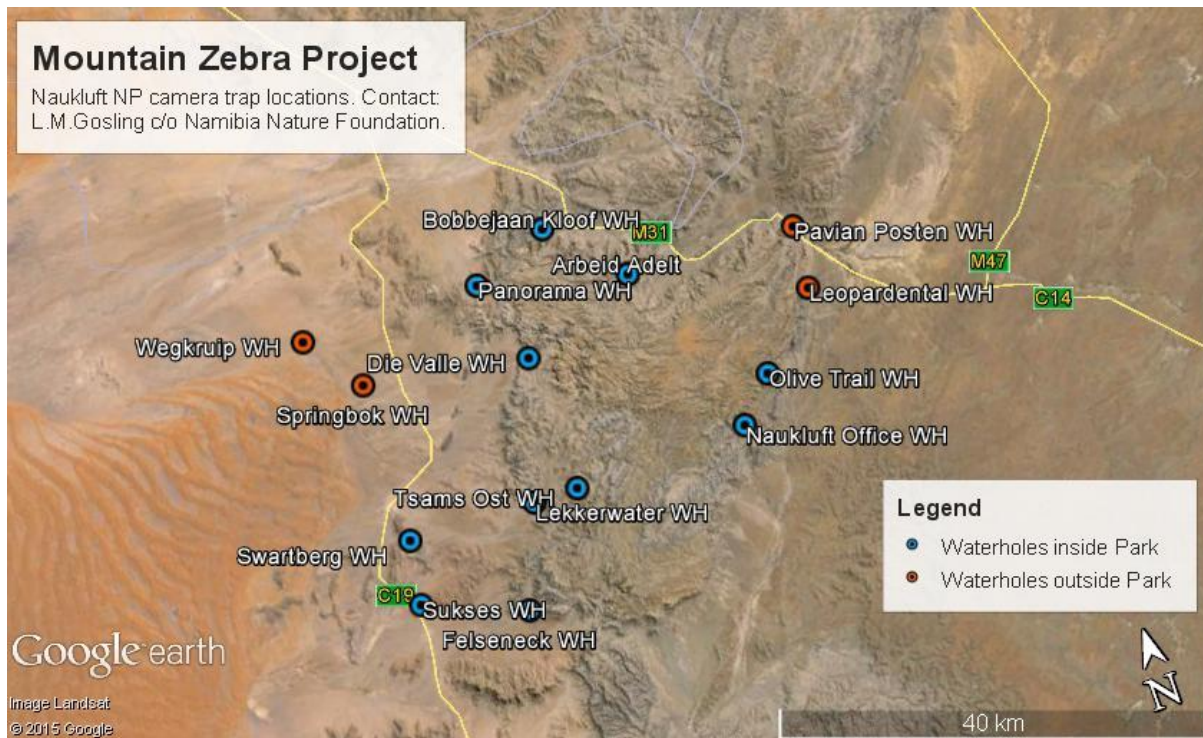 Mountain Zebra Project
Naukluft NP camera trap locations. Contact:
L.M.Gosling c/o Namibia Nature Foundation.
Bobbejaan Kloof WH
M31
Pavian Posten WH
Arbeid Adelt
M47
Panorama WH
Leopardental WH
C14
Wegkruip WH
Die Valle WH
Olive Trail WH
Springbok WH
Naukluft Office WH
Tsams Ost WH
Lekkerwater WH
Legend
Waterholes inside Park
Waterholes outside Park
Swartberg WH
C19
Sukses WH
Felseneck WH
Google earth
N
Image Landsat
© 2015 Google
40 km